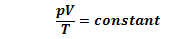 pV/T = constant